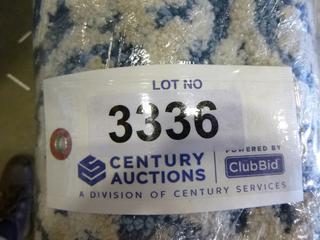 LOT NO
3336
CENTURY AUCTIONS
POWERED BY
ClubBid
A DIVISION OF CENTURY SERVICES